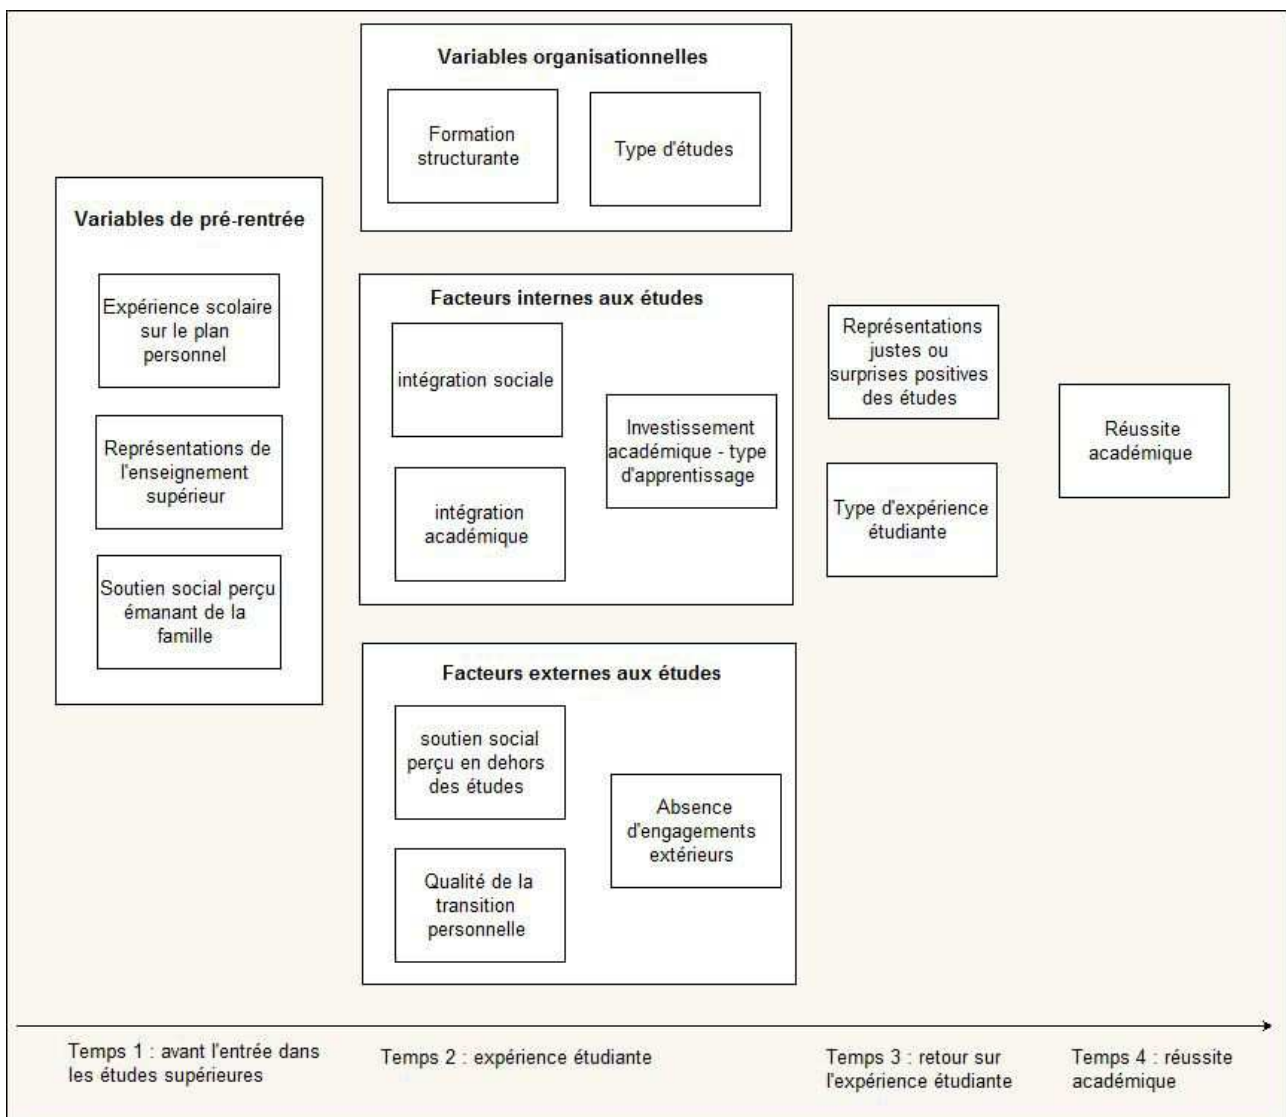 Variables organisationnelles
Formation
structurante
Type d'études
Variables de pré-rentrée
Expérience scolaire
sur le plan
personnel
Représentations de
l'enseignement
supérieur
Soutien social perçu
émanant de la
famille
Facteurs internes aux études
intégration sociale
intégration
académique
Investissement
académique - type
d'apprentissage
Facteurs externes aux études
soutien social
perçu en dehors
des études
Qualité de la
transition
personnelle
Absence
d'engagements
extérieurs
Représentations
justes ou
surprises positives
des études
Type d'expérience
étudiante
Réussite
académique
Temps 1 : avant l'entrée dans
les études supérieures
Temps 2 : expérience étudiante
Temps 3 : retour sur
l'expérience étudiante
Temps 4 : réussite
académique